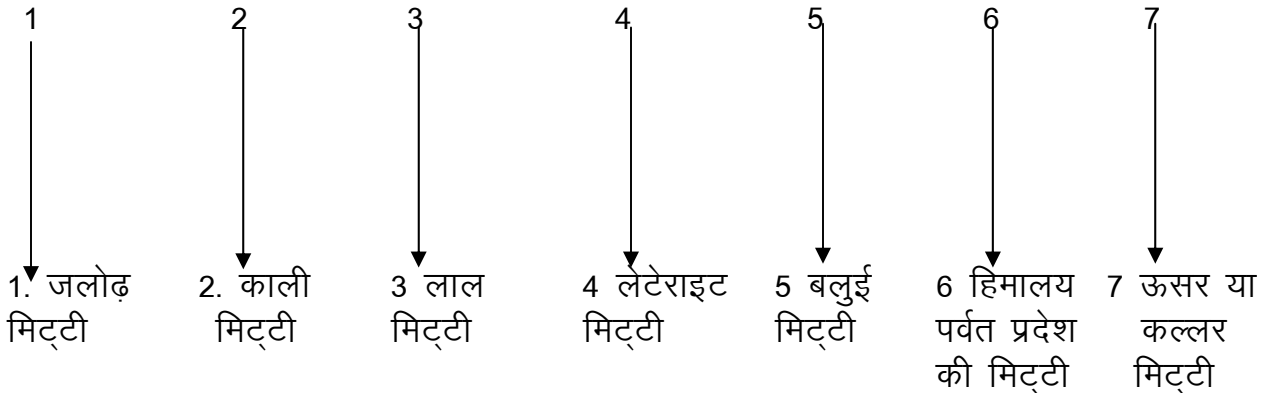 1 2 3 4 5 6 7
1. जलोढ़ 2. काली 3 लाल 4 लेटेराइट 5 बलुई 6 हिमालय 7 ऊसर या
मिट्टी मिट्टी मिट्टी मिट्टी मिट्टी पर्वत प्रदेश कल्लर
की मिट्टी मिट्टी